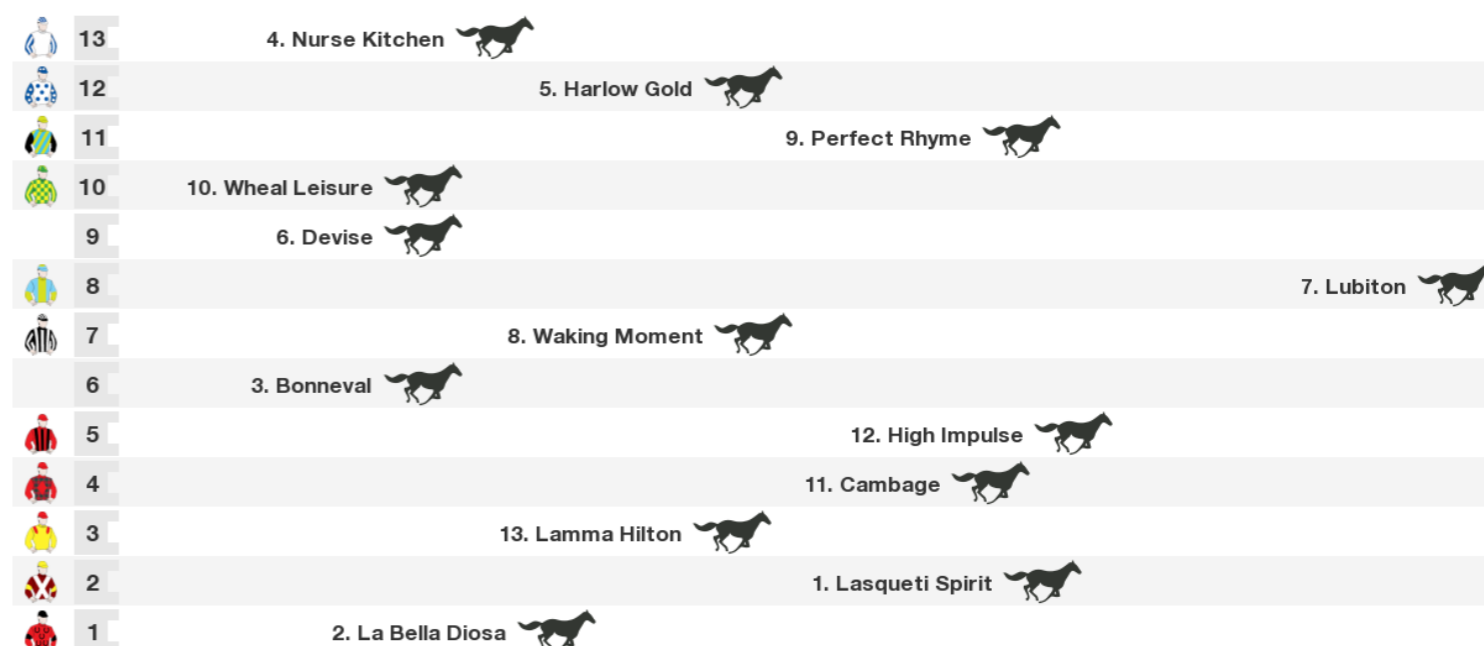 13 4. Nurse Kitchen
12 5. Harlow Gold
11 9. Perfect Rhyme
10 10. Wheal Leisure
9 6. Devise
8 7. Lubiton
7 8. Waking Moment
6 3. Bonneval
5 12. High Impulse
4 11. Cambage
3 13. Lamma Hilton
2 1. Lasqueti Spirit
1 2. La Bella Diosa